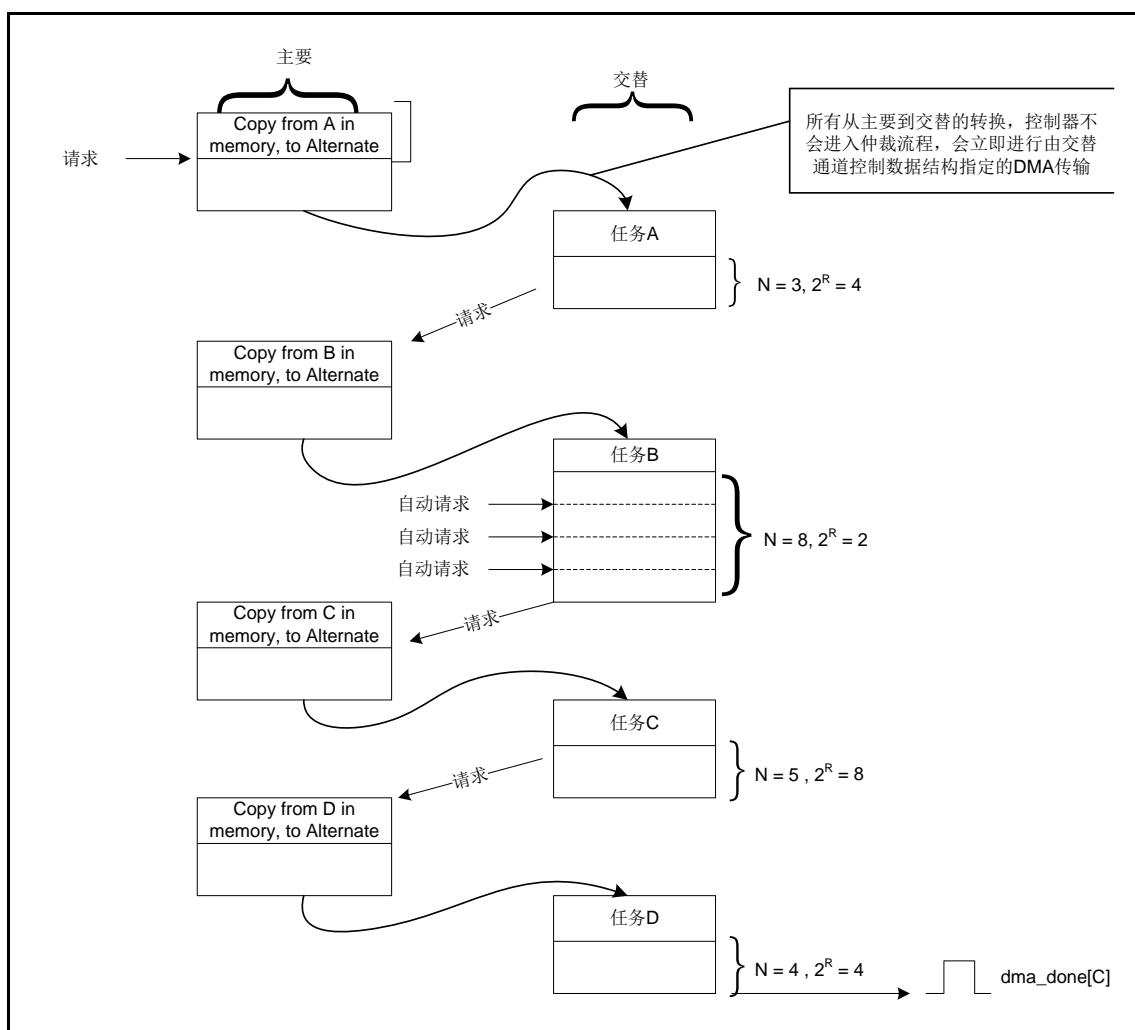 主要
交替
Copy from A in
memory, to Alternate
所有从主要到交替的转换，控制器不
会进入仲裁流程，会立即进行由交替
通道控制数据结构指定的DMA传输
请求
任务A
N = 3, 2^R = 4
请求
Copy from B in
memory, to Alternate
任务B
自动请求
自动请求
N = 8, 2^R = 2
自动请求
Copy from C in
memory, to Alternate
请求
任务C
请求
N = 5 , 2^R = 8
Copy from D in
memory, to Alternate
任务D
N = 4 , 2^R = 4
dma_done[C]